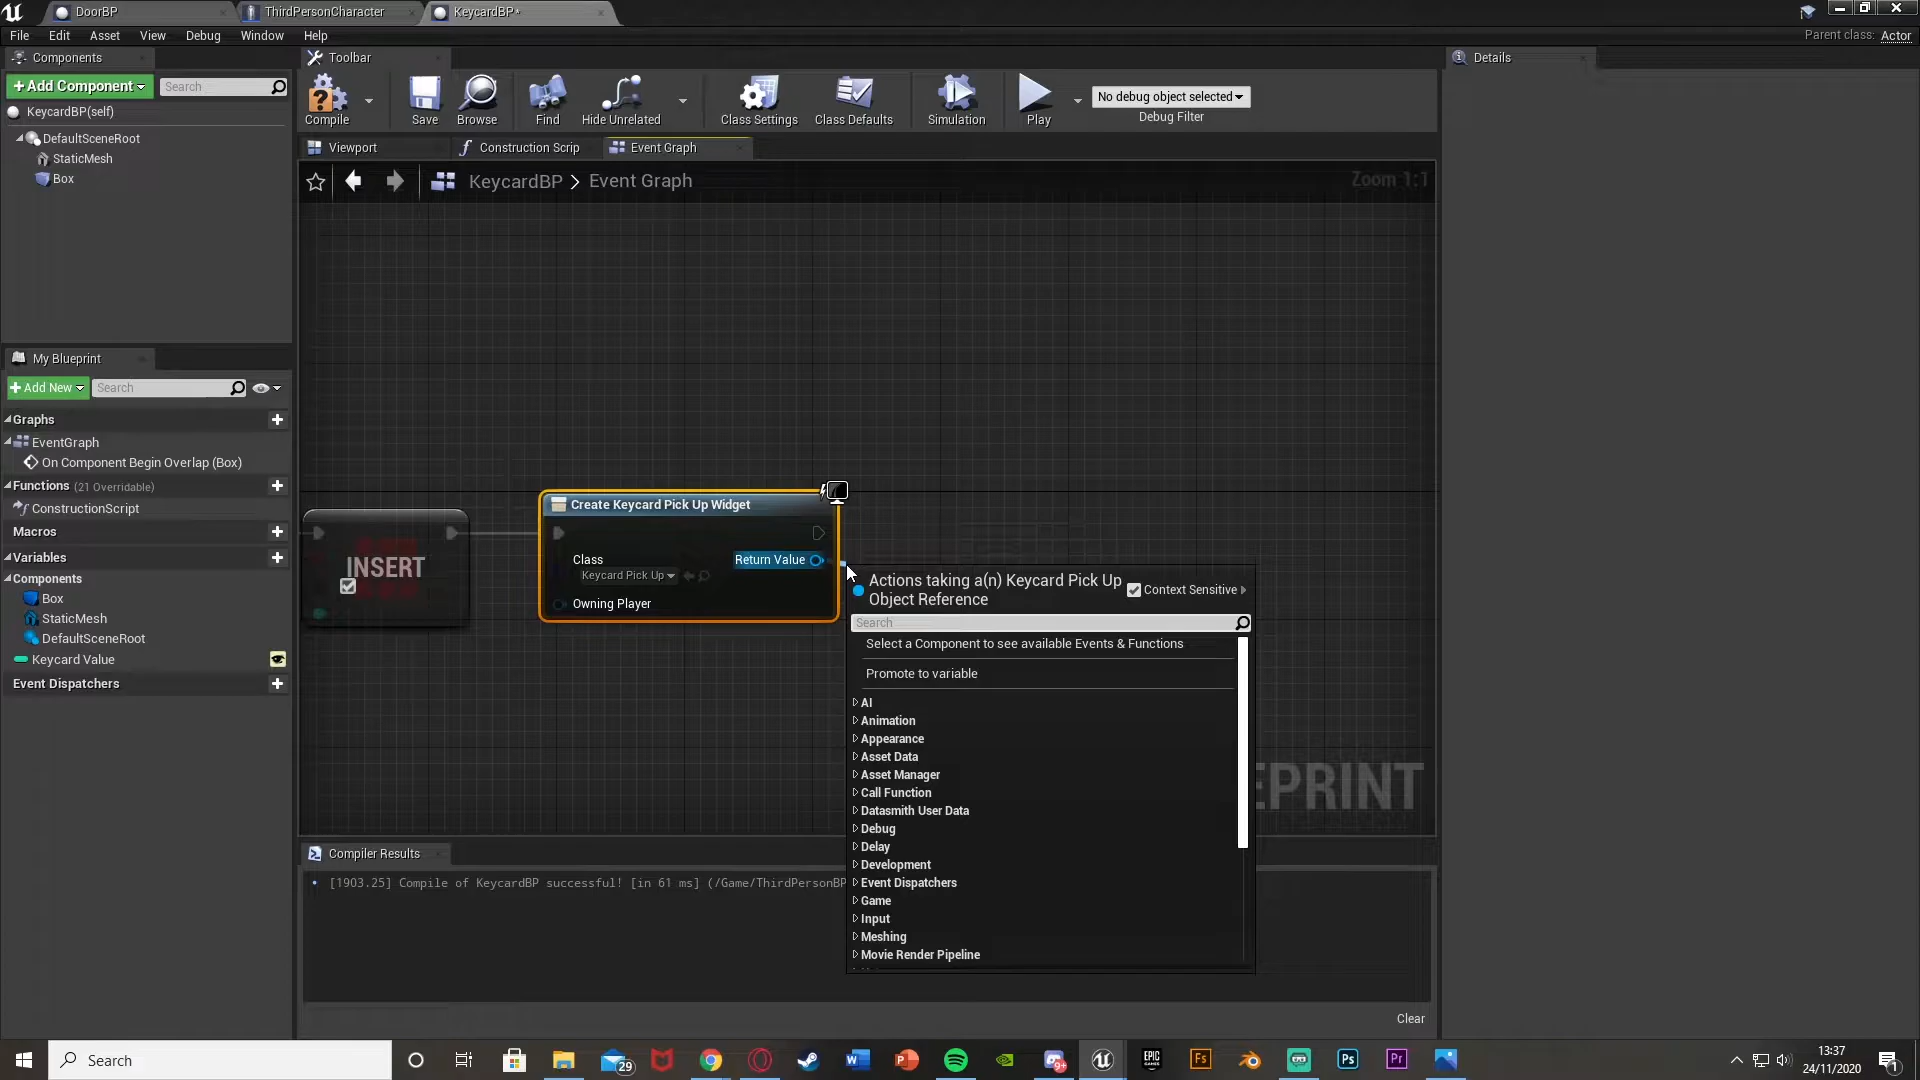 DoorBP
ThirdPersonCharacter
KeycardBP*
File Edit Asset View Debug Window Help
Parent class: Actor
Components
Toolbar
Details
+Add Component
Search
KeycardBP(self)
DefaultSceneRoot
StaticMesh
Box
Compile
Save
Browse
Find
Hide Unrelated
Class Settings
Class Defaults
Simulation
Play
No debug object selected
Debug Filter
Viewport
Construction Scrip
Event Graph
KeycardBP > Event Graph
Zoom 1:1
My Blueprint
+Add New
Search
Graphs
EventGraph
On Component Begin Overlap (Box)
Functions (21 Overridable)
ConstructionScript
Macros
Variables
Components
Box
StaticMesh
DefaultSceneRoot
Keycard Value
Event Dispatchers
INSERT
Create Keycard Pick Up Widget
Class
Keycard Pick Up
Return Value
Owning Player
Actions taking a(n) Keycard Pick Up
Object Reference
Context Sensitive
Search
Select a Component to see available Events & Functions
Promote to variable
AI
Animation
Appearance
Asset Data
Asset Manager
Call Function
Datasmith User Data
Debug
Delay
Development
Event Dispatchers
Game
Input
Meshing
Movie Render Pipeline
EPRINT
Compiler Results
[1903.25] Compile of KeycardBP successful! [in 61 ms] (/Game/ThirdPersonBP
Clear
Search
29
EPIC GAMES
Fs
Ps
Pr
13:37
24/11/2020
1